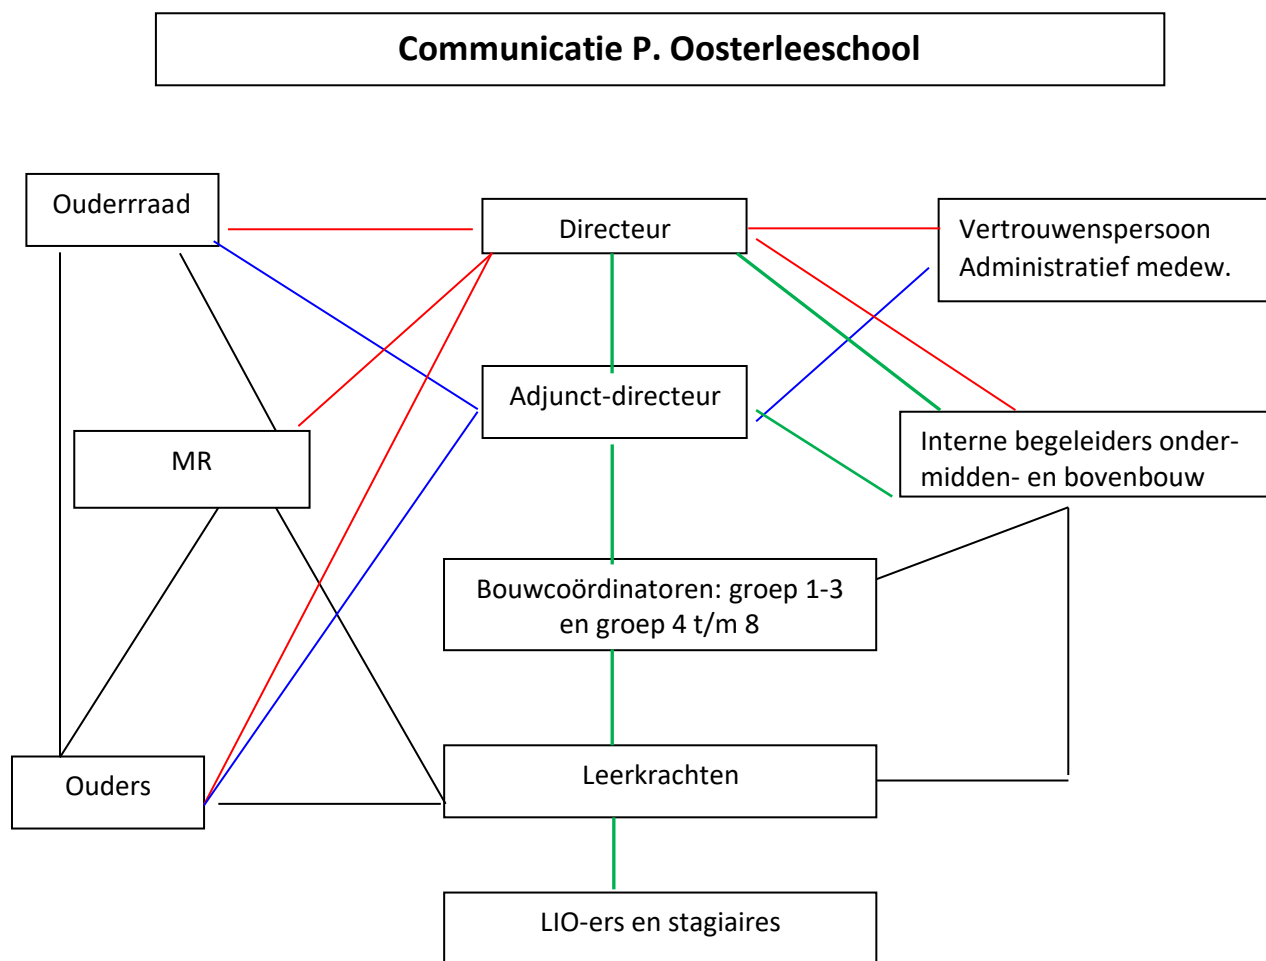 Communicatie P. Oosterleeschool
Ouderrraad
Directeur
Vertrouwenspersoon
Administratief medew.
Adjunct-directeur
MR
Interne begeleiders onder-
midden- en bovenbouw
Bouwcoördinatoren: groep 1-3
en groep 4 t/m 8
Ouders
Leerkrachten
LIO-ers en stagiaires